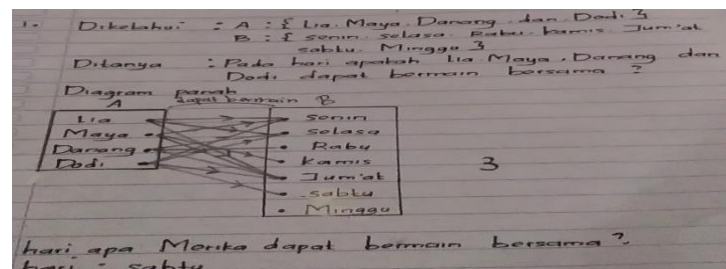 1. Diketahui : A : { Lia. Maya. Danang. dan Dodi }
B : { senin. selasa. Rabu. kamis. Jum'at
sabtu. Minggu }
Ditanya : Pada hari apakah Lia. Maya. Danang dan
Dodi dapat bermain bersama ?
Diagram panah
A dapat bermain B
Lia senin
Maya selasa
Danang Rabu
Dodi kamis
Jum'at
sabtu
Minggu
3
hari apa Merika dapat bermain bersama ?
hari : sabtu